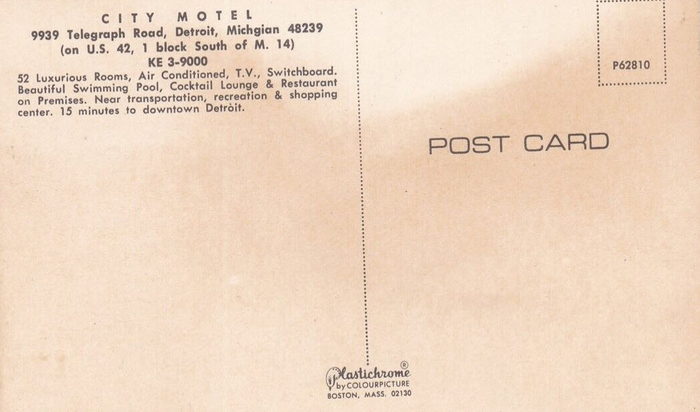 CITY MOTEL
9939 Telegraph Road, Detroit, Michgian 48239
(on U.S. 42, 1 block South of M. 14)
KE 3-9000
52 Luxurious Rooms, Air Conditioned, T.V., Switchboard.
Beautiful Swimming Pool, Cocktail Lounge & Restaurant
on Premises. Near transportation, recreation & shopping
center. 15 minutes to downtown Detroit.
P62810
POST CARD
Plastichrome®
by COLOURPICTURE
BOSTON, MASS. 02130